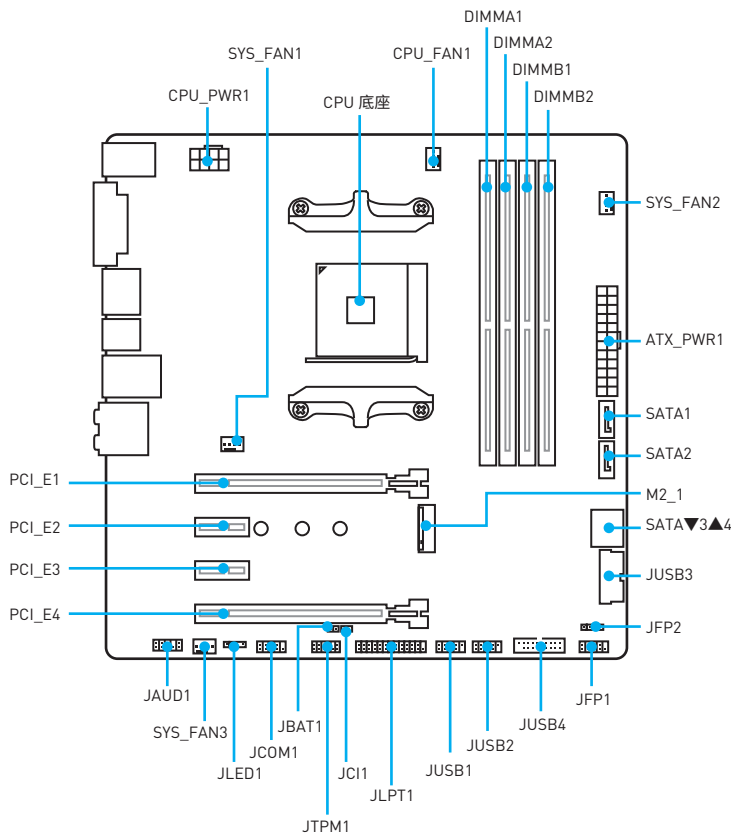 DIMMA1
DIMMA2
SYS_FAN1
CPU_FAN1
DIMMB1
CPU_PWR1
CPU 底座
DIMMB2
SYS_FAN2
ATX_PWR1
SATA1
SATA2
PCI_E1
M2_1
PCI_E2
SATA▼3▲4
PCI_E3
JUSB3
PCI_E4
JFP2
JAUD1
JFP1
SYS_FAN3
JBAT1
JUSB4
JCOM1
JUSB2
JLED1
JCI1
JUSB1
JLPT1
JTPM1